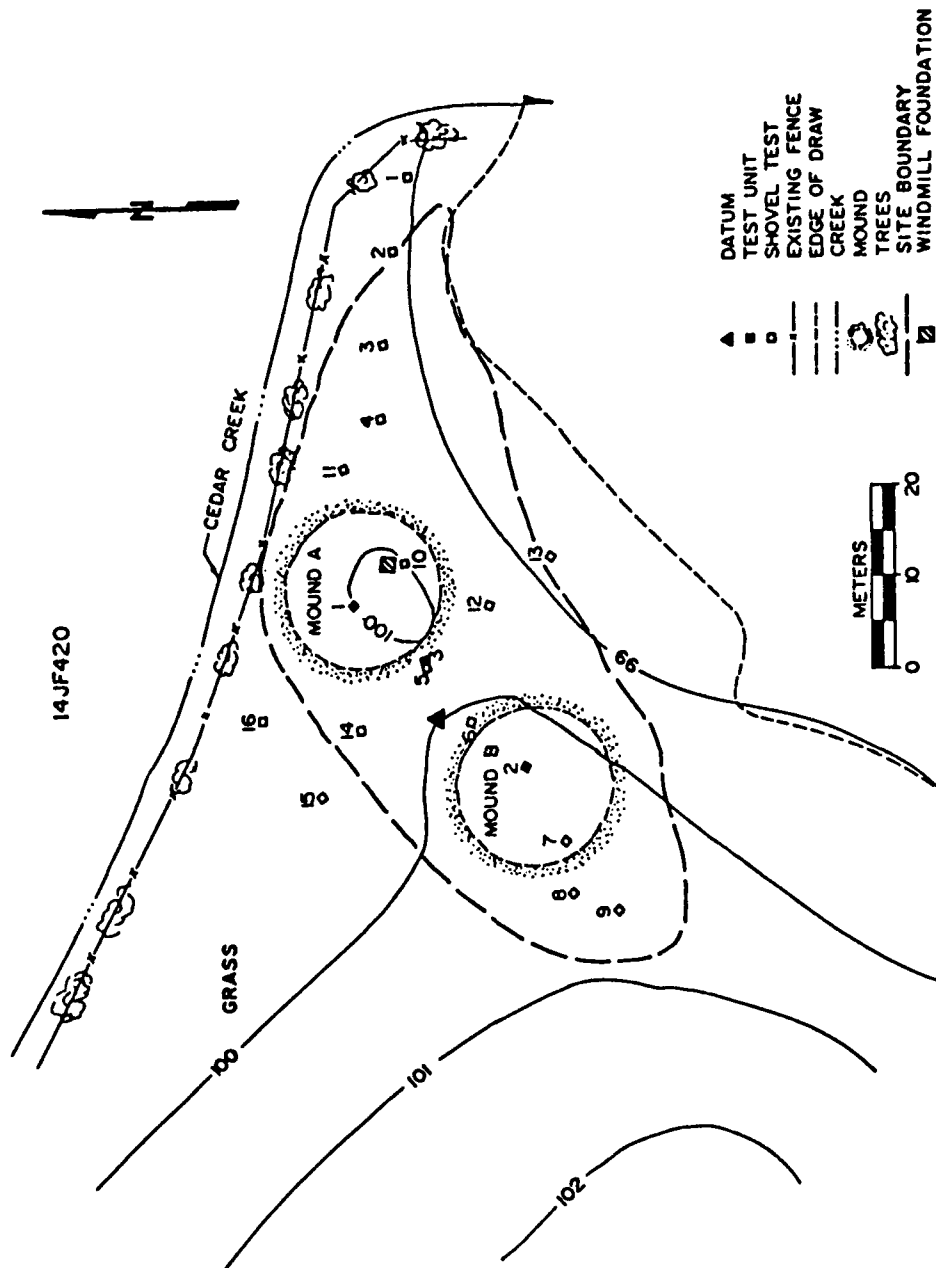 14JF420
N
CEDAR CREEK
GRASS
MOUND A
MOUND B
100
101
102
100
99
1
2
3
4
11
1
10
12
13
5
3
14
16
15
6
2
7
8
9
METERS
0 10 20
DATUM
TEST UNIT
SHOVEL TEST
EXISTING FENCE
EDGE OF DRAW
CREEK
MOUND
TREES
SITE BOUNDARY
WINDMILL FOUNDATION